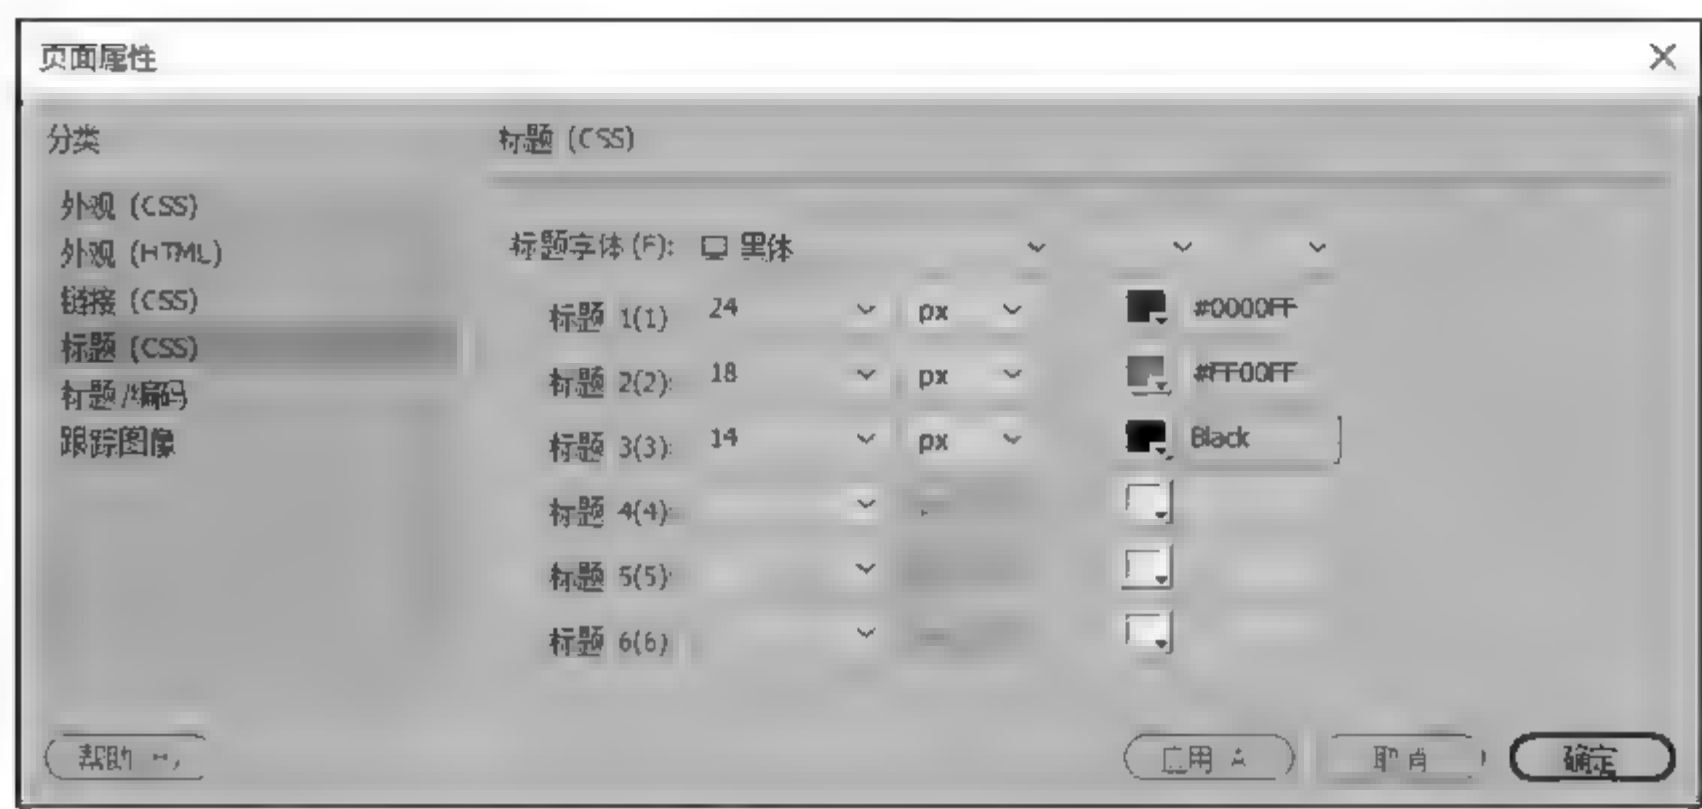 页面属性
分类
外观 (CSS)
外观 (HTML)
链接 (CSS)
标题 (CSS)
标题/编码
跟踪图像
标题 (CSS)
标题字体(F): 黑体
标题 1(1) 24 px #0000FF
标题 2(2): 18 px #FF00FF
标题 3(3): 14 px Black
标题 4(4):
标题 5(5):
标题 6(6)
帮助
应用
取消
确定